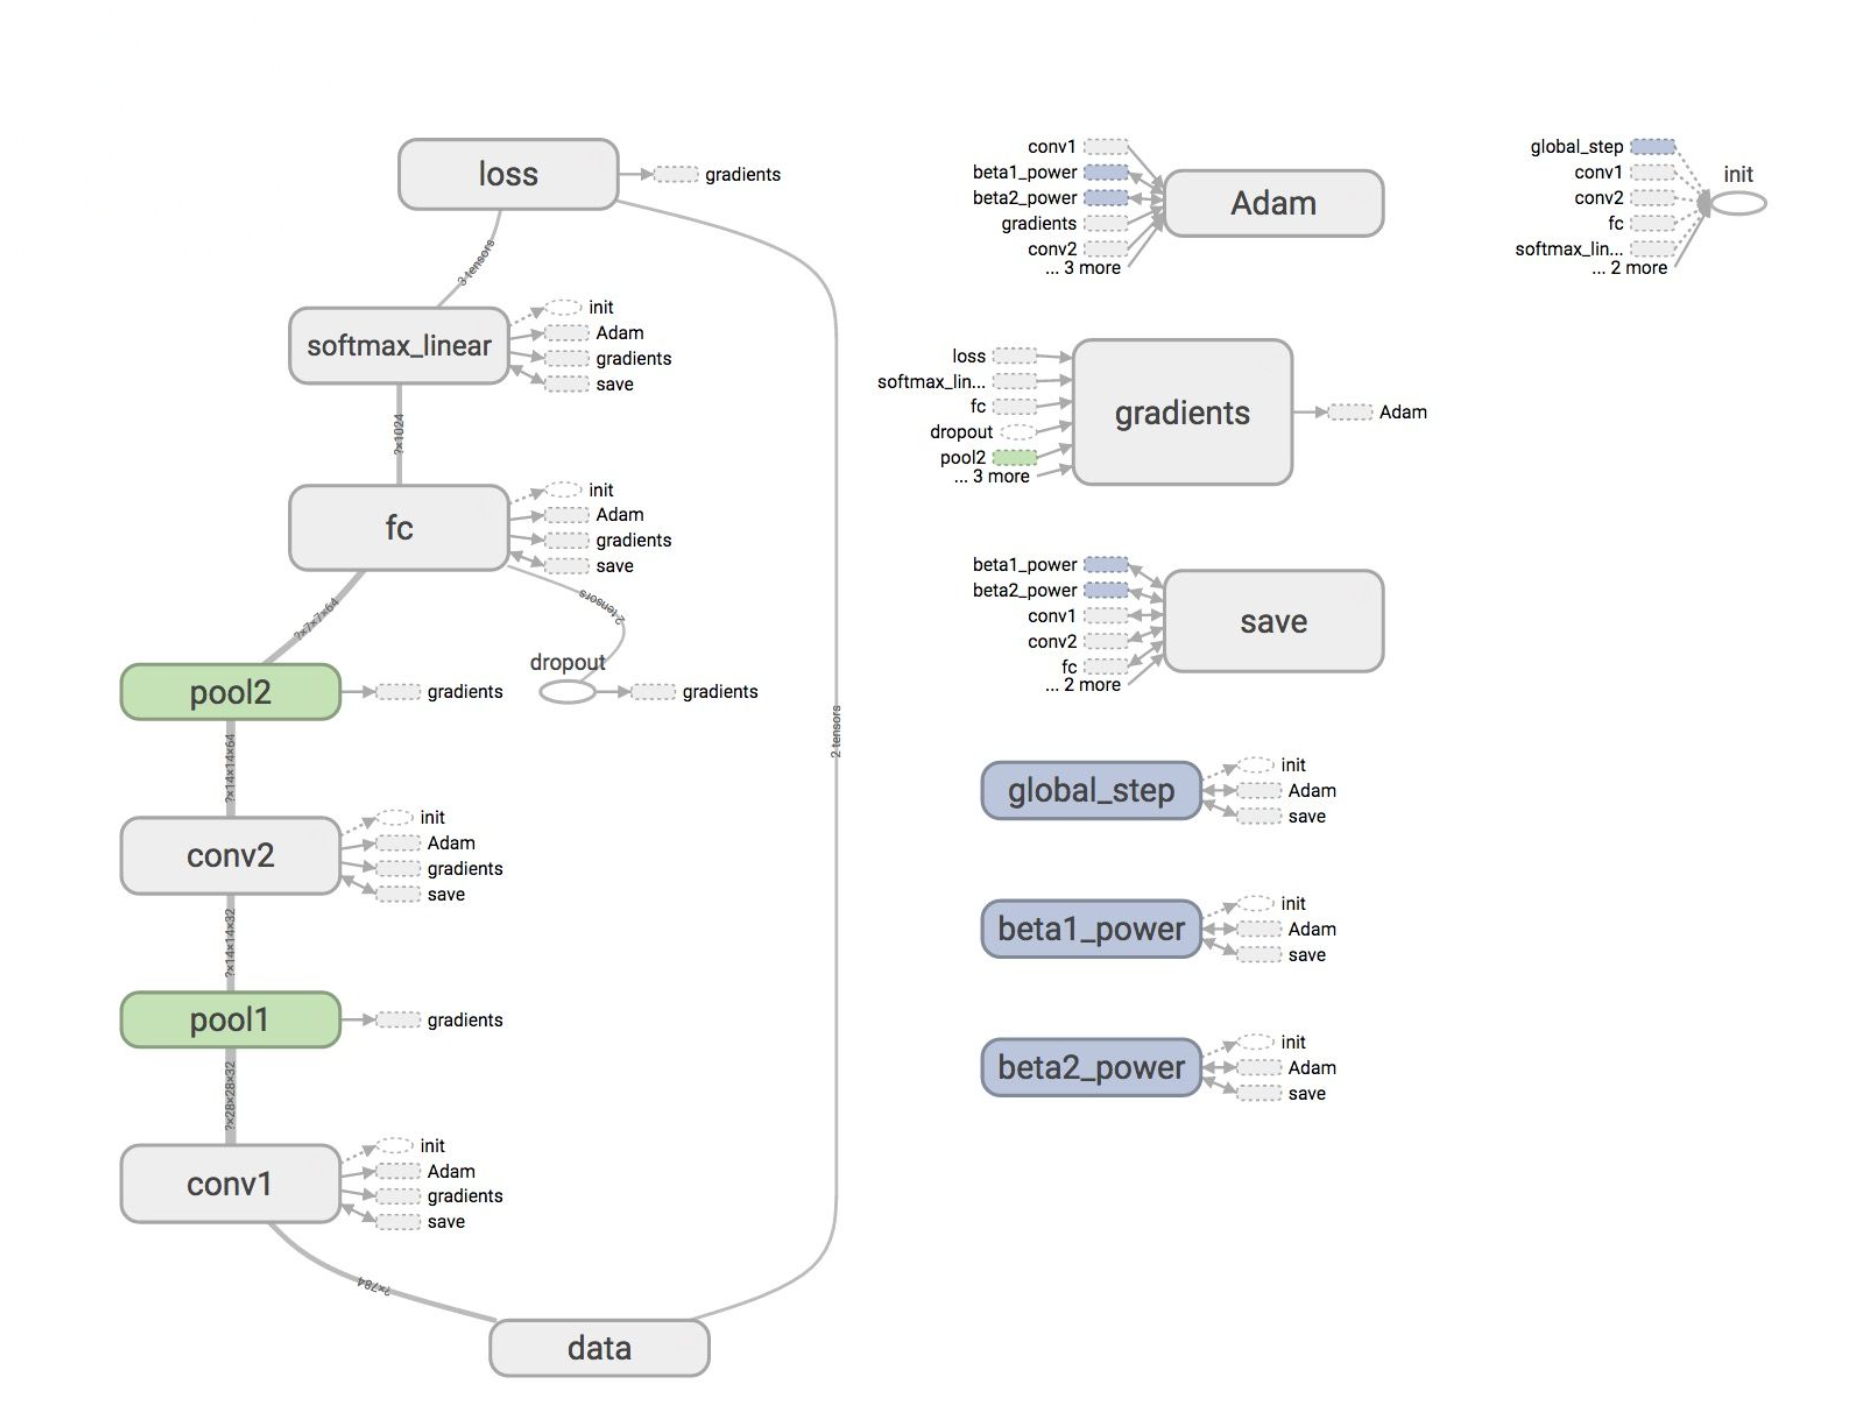 loss
gradients
3 tensors
softmax_linear
init
Adam
gradients
save
?×1024
fc
init
Adam
gradients
save
?×7×7×64
2 tensors
dropout
gradients
pool2
gradients
?×14×14×64
conv2
init
Adam
gradients
save
?×14×14×32
pool1
gradients
?×28×28×32
conv1
init
Adam
gradients
save
?×784
data
2 tensors
conv1
beta1_power
beta2_power
gradients
conv2
... 3 more
Adam
global_step
conv1
conv2
fc
softmax_lin...
... 2 more
init
loss
softmax_lin...
fc
dropout
pool2
... 3 more
gradients
Adam
beta1_power
beta2_power
conv1
conv2
fc
... 2 more
save
global_step
init
Adam
save
beta1_power
init
Adam
save
beta2_power
init
Adam
save